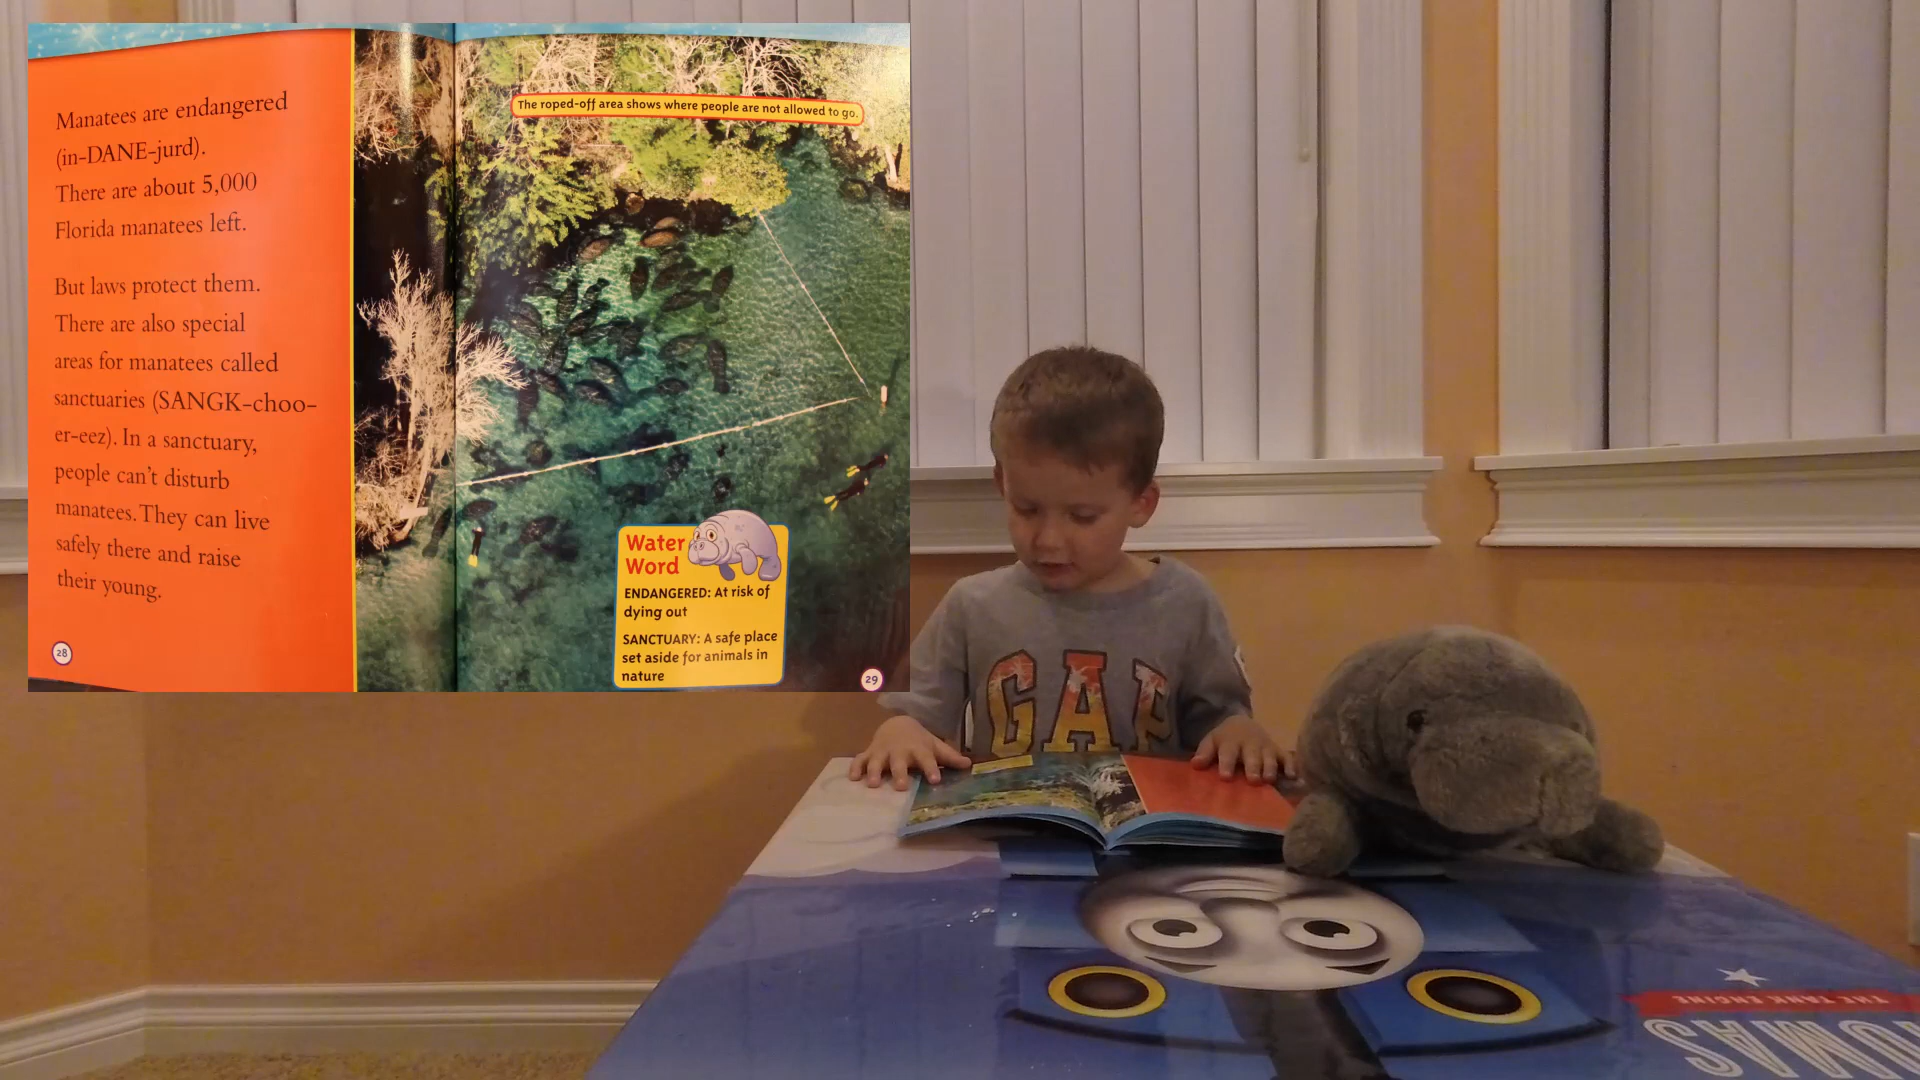 Manatees are endangered
(in-DANE-jurd).
There are about 5,000
Florida manatees left.
But laws protect them.
There are also special
areas for manatees called
sanctuaries (SANGK-choo-
er-eez). In a sanctuary,
people can't disturb
manatees. They can live
safely there and raise
their young.
28
The roped-off area shows where people are not allowed to go.
Water
Word
ENDANGERED: At risk of
dying out
SANCTUARY: A safe place
set aside for animals in
nature
29
GAP
THE TANK ENGINE